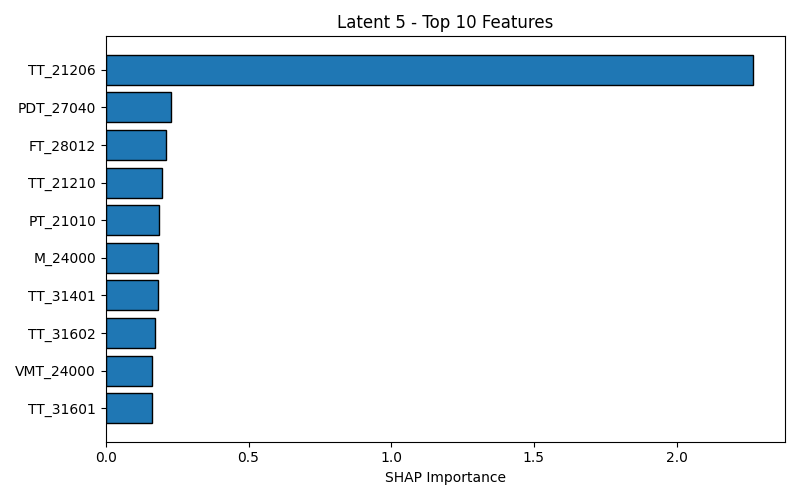 Latent 5 - Top 10 Features
TT_21206
PDT_27040
FT_28012
TT_21210
PT_21010
M_24000
TT_31401
TT_31602
VMT_24000
TT_31601
0.0 0.5 1.0 1.5 2.0
SHAP Importance